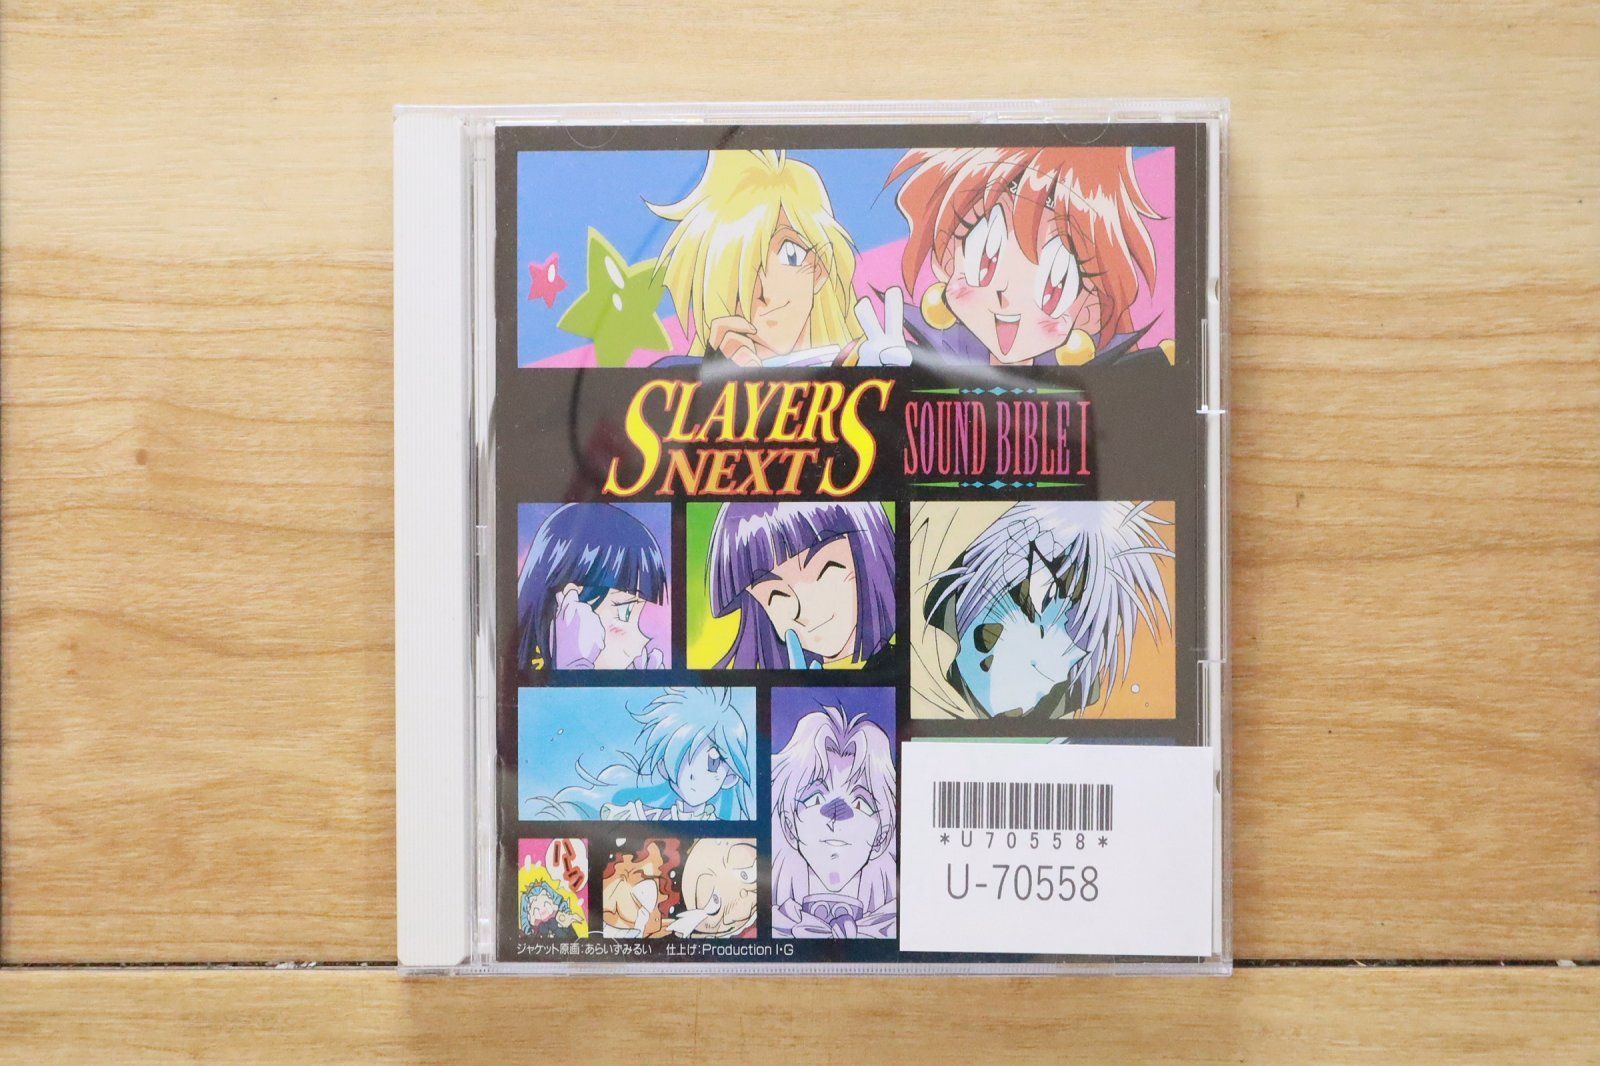 SLAYERS
NEXT
SOUND BIBLE I
ジャケット原画:あらいずみるい 仕上げ:Production I・G
*U70558*
U-70558